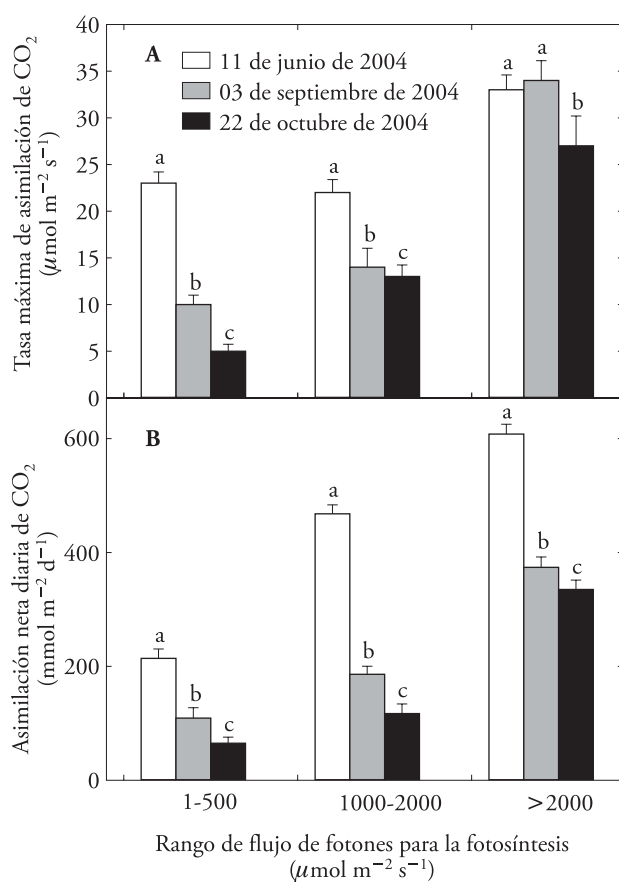 A
11 de junio de 2004
03 de septiembre de 2004
22 de octubre de 2004
Tasa máxima de asimilación de CO₂
(µmol m⁻² s⁻¹)
40
35
30
25
20
15
10
5
0
a
b
c
a
b
c
a
a
b
B
Asimilación neta diaria de CO₂
(mmol m⁻² d⁻¹)
600
400
200
0
a
b
c
a
b
c
a
b
c
1-500
1000-2000
>2000
Rango de flujo de fotones para la fotosíntesis
(µmol m⁻² s⁻¹)